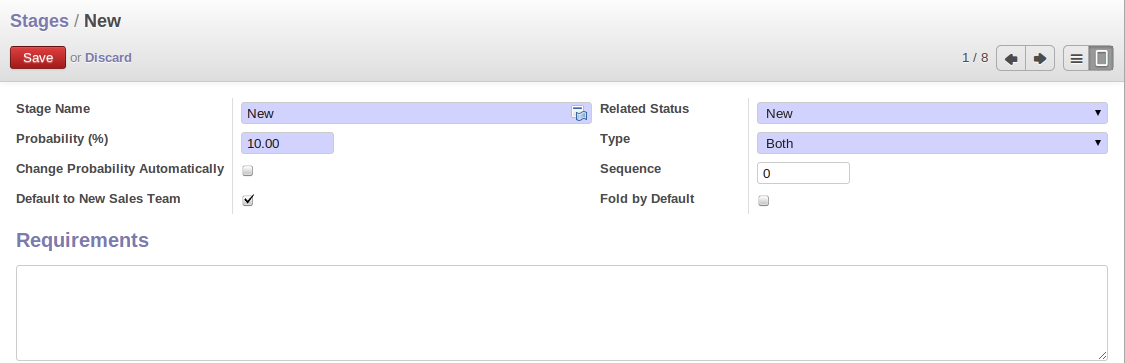 Stages / New
Save or Discard 1 / 8
Stage Name New Related Status New
Probability (%) 10.00 Type Both
Change Probability Automatically Sequence 0
Default to New Sales Team Fold by Default
Requirements